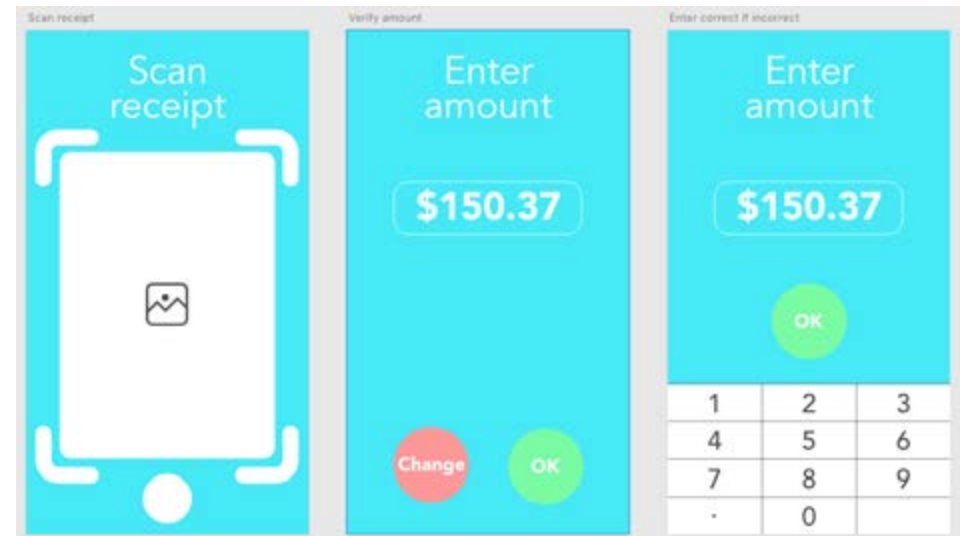 Scan receipt
Verify amount
Enter correct if incorrect
Scan
receipt
Enter
amount
$150.37
Change
OK
Enter
amount
$150.37
OK
1 2 3
4 5 6
7 8 9
. 0